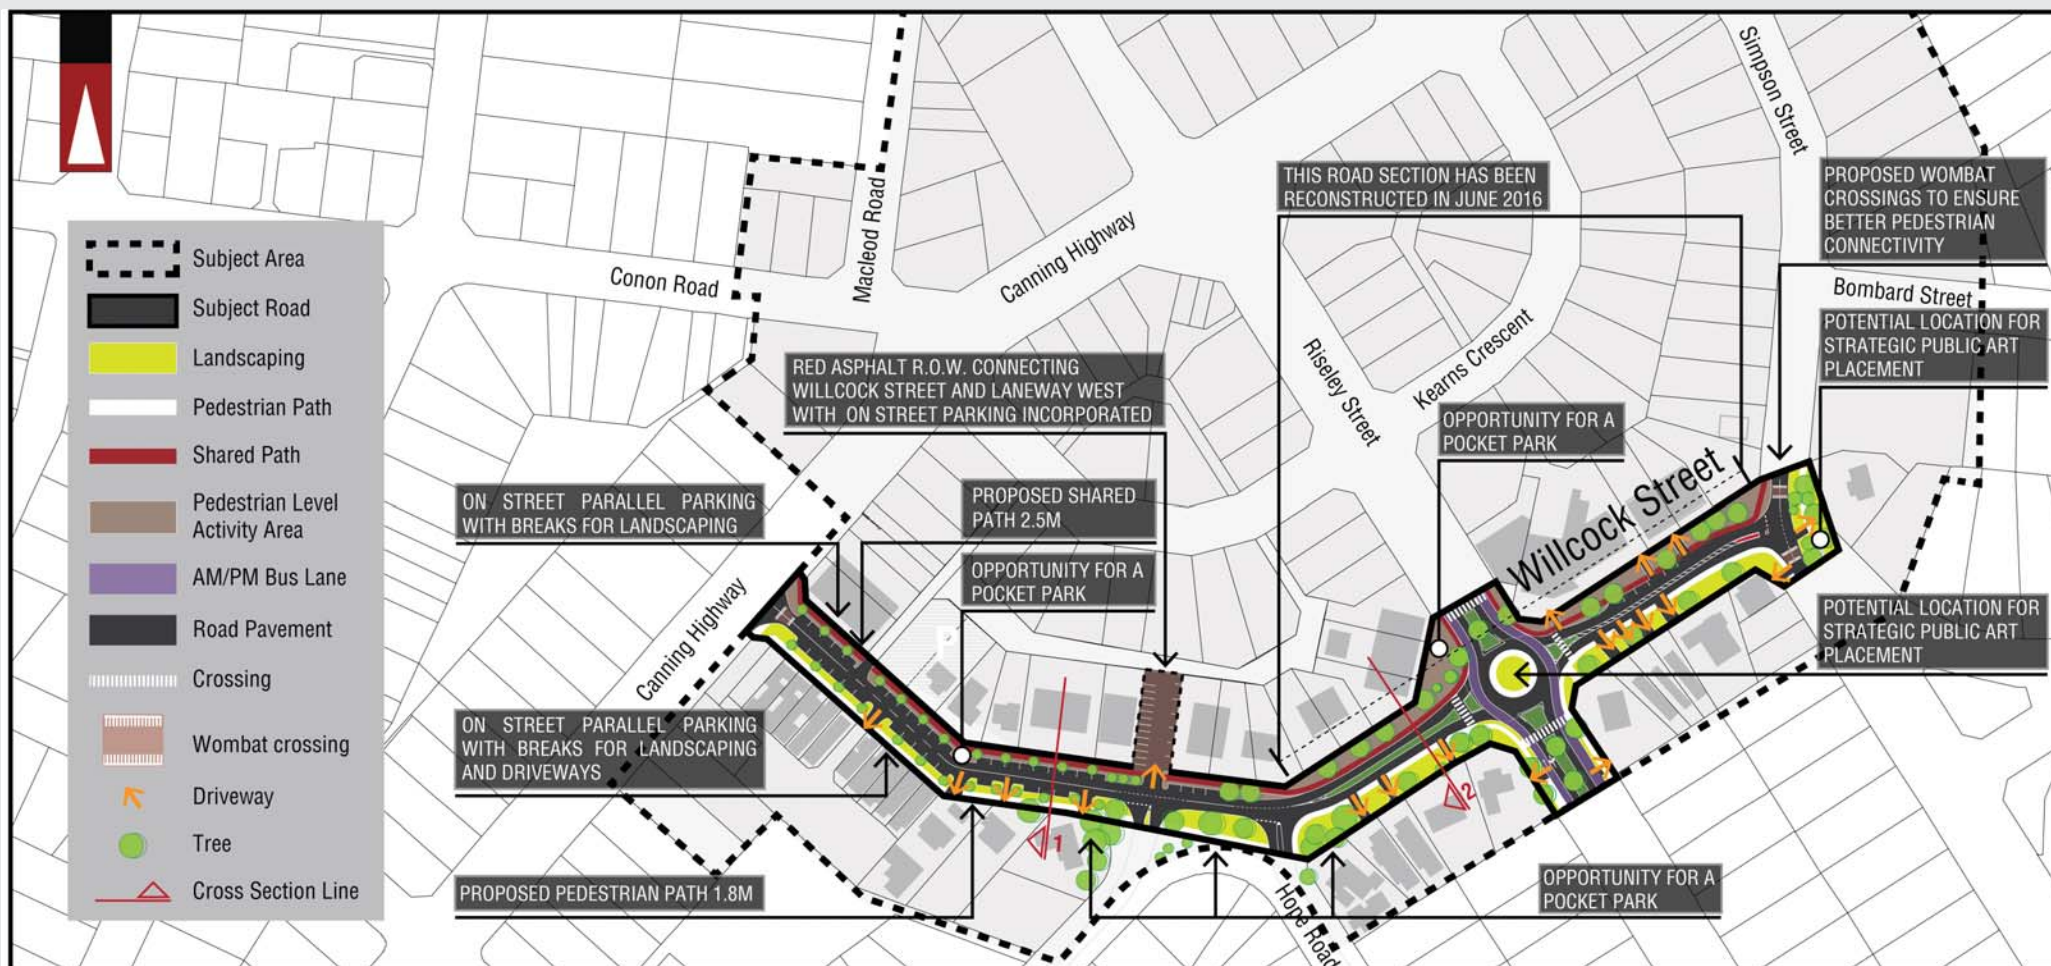 Simpson Street
Macleod Road
Canning Highway
Conon Road
THIS ROAD SECTION HAS BEEN
RECONSTRUCTED IN JUNE 2016
PROPOSED WOMBAT
CROSSINGS TO ENSURE
BETTER PEDESTRIAN
CONNECTIVITY
Bombard Street
POTENTIAL LOCATION FOR
STRATEGIC PUBLIC ART
PLACEMENT
Subject Area
Subject Road
Landscaping
Pedestrian Path
Shared Path
Pedestrian Level
Activity Area
AM/PM Bus Lane
Road Pavement
Crossing
Wombat crossing
Driveway
Tree
Cross Section Line
RED ASPHALT R.O.W. CONNECTING
WILLCOCK STREET AND LANEWAY WEST
WITH ON STREET PARKING INCORPORATED
Riseley Street
Kearns Crescent
OPPORTUNITY FOR A
POCKET PARK
Willcock Street
ON STREET PARALLEL PARKING
WITH BREAKS FOR LANDSCAPING
PROPOSED SHARED
PATH 2.5M
OPPORTUNITY FOR A
POCKET PARK
Canning Highway
P
POTENTIAL LOCATION FOR
STRATEGIC PUBLIC ART
PLACEMENT
ON STREET PARALLEL PARKING
WITH BREAKS FOR LANDSCAPING
AND DRIVEWAYS
1
2
PROPOSED PEDESTRIAN PATH 1.8M
Hope Road
OPPORTUNITY FOR A
POCKET PARK